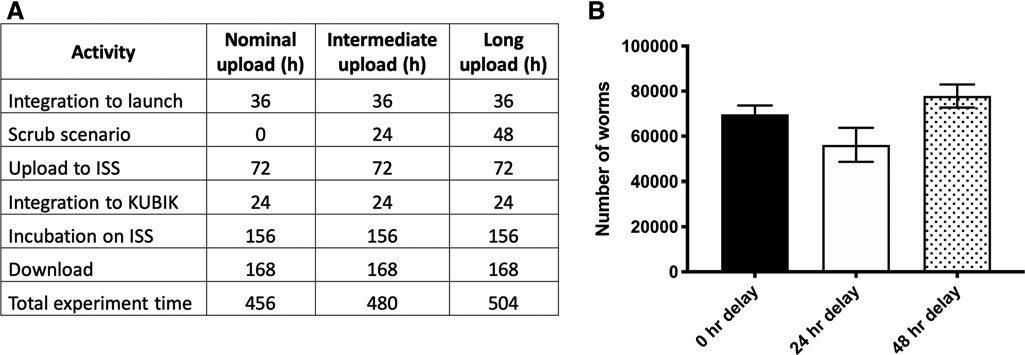 A
Activity Nominal upload (h) Intermediate upload (h) Long upload (h)
Integration to launch 36 36 36
Scrub scenario 0 24 48
Upload to ISS 72 72 72
Integration to KUBIK 24 24 24
Incubation on ISS 156 156 156
Download 168 168 168
Total experiment time 456 480 504
B
Number of worms
100000
80000
60000
40000
20000
0
0 hr delay
24 hr delay
48 hr delay